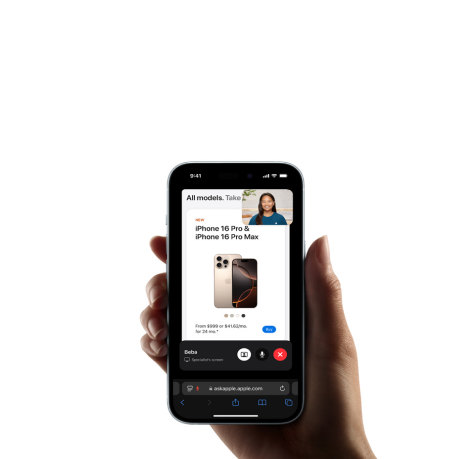 9:41
All models. Take
NEW
iPhone 16 Pro &
iPhone 16 Pro Max
From $999 or $41.62/mo.
for 24 mo.*
Buy
Beba
Specialist's screen
askapple.apple.com